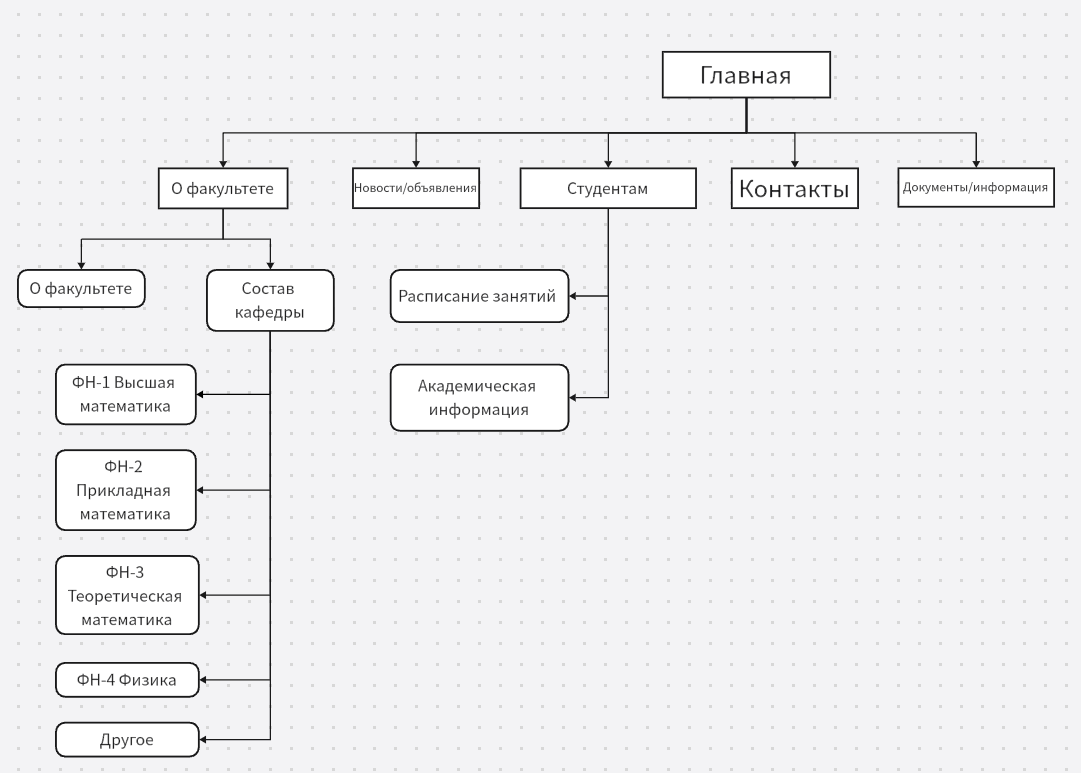 Главная
О факультете
Новости/объявления
Студентам
Контакты
Документы/информация
О факультете
Состав
кафедры
Расписание занятий
Академическая
информация
ФН-1 Высшая
математика
ФН-2
Прикладная
математика
ФН-3
Теоретическая
математика
ФН-4 Физика
Другое